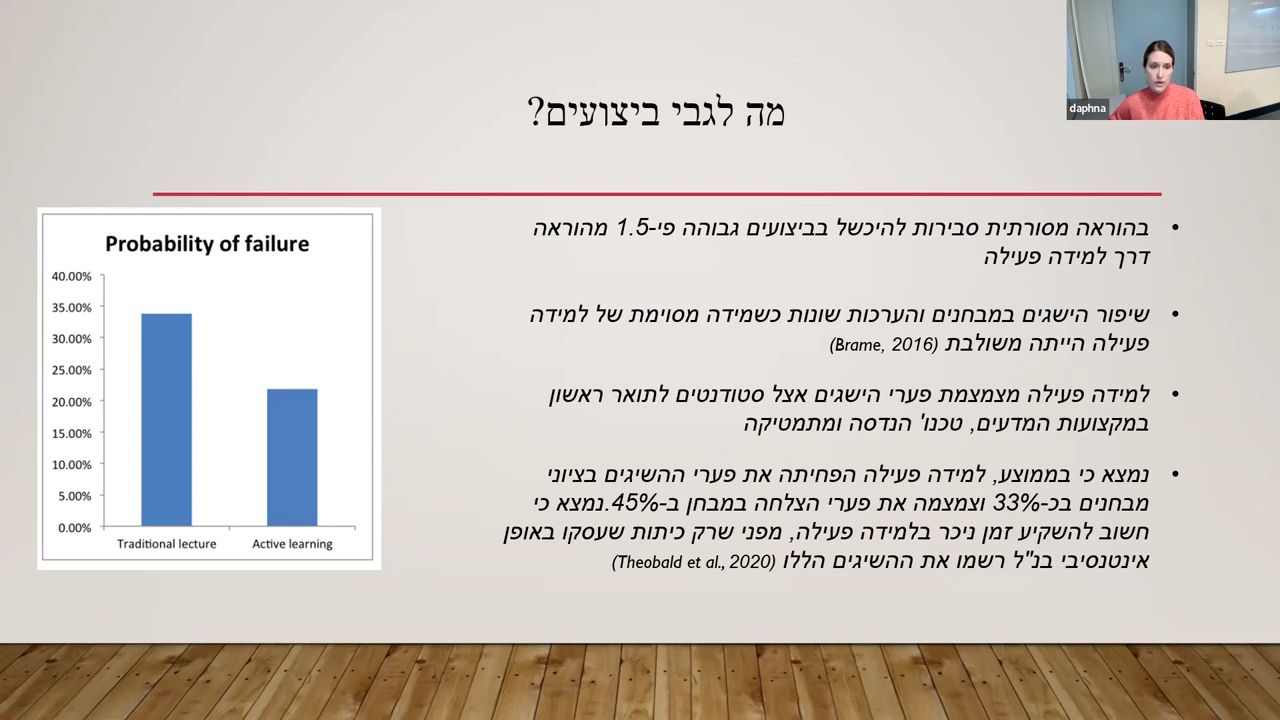 daphna
מה לגבי ביצועים?
בהוראה מסורתית סבירות להיכשל בביצועים גבוהה פי-1.5 מהוראה
דרך למידה פעילה
שיפור הישגים במבחנים והערכות שונות כשמידה מסוימת של למידה
פעילה הייתה משולבת (Brame, 2016)
למידה פעילה מצמצמת פערי הישגים אצל סטודנטים לתואר ראשון
במקצועות המדעים, טכנו' הנדסה ומתמטיקה
נמצא כי בממוצע, למידה פעילה הפחיתה את פערי ההשיגים בציוני
מבחנים בכ-33% וצמצמה את פערי הצלחה במבחן ב-45%.נמצא כי
חשוב להשקיע זמן ניכר בלמידה פעילה, מפני שרק כיתות שעסקו באופן
אינטנסיבי בנ"ל רשמו את ההשיגים הללו (Theobald et al., 2020)
Probability of failure
40.00%
35.00%
30.00%
25.00%
20.00%
15.00%
10.00%
5.00%
0.00%
Traditional lecture
Active learning